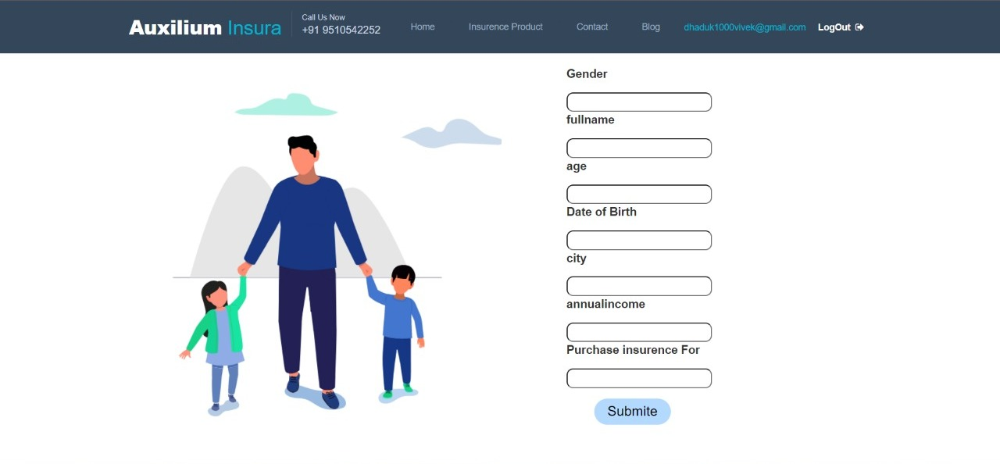 Auxilium Insura
Call Us Now
+91 9510542252
Home
Insurence Product
Contact
Blog
dhaduk1000vivek@gmail.com
LogOut
Gender
fullname
age
Date of Birth
city
annualincome
Purchase insurence For
Submite